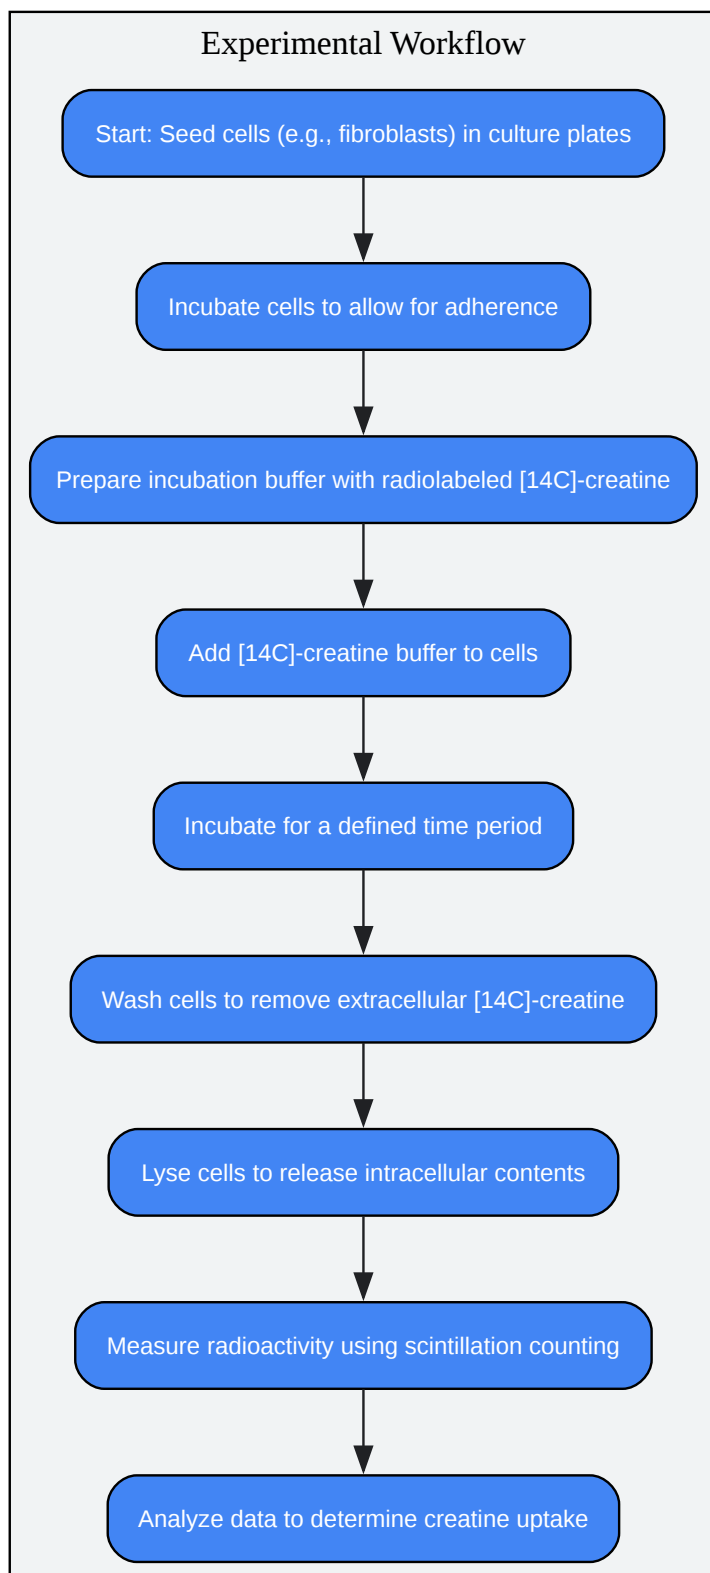 Experimental Workflow
Start: Seed cells (e.g., fibroblasts) in culture plates
Incubate cells to allow for adherence
Prepare incubation buffer with radiolabeled [14C]-creatine
Add [14C]-creatine buffer to cells
Incubate for a defined time period
Wash cells to remove extracellular [14C]-creatine
Lyse cells to release intracellular contents
Measure radioactivity using scintillation counting
Analyze data to determine creatine uptake